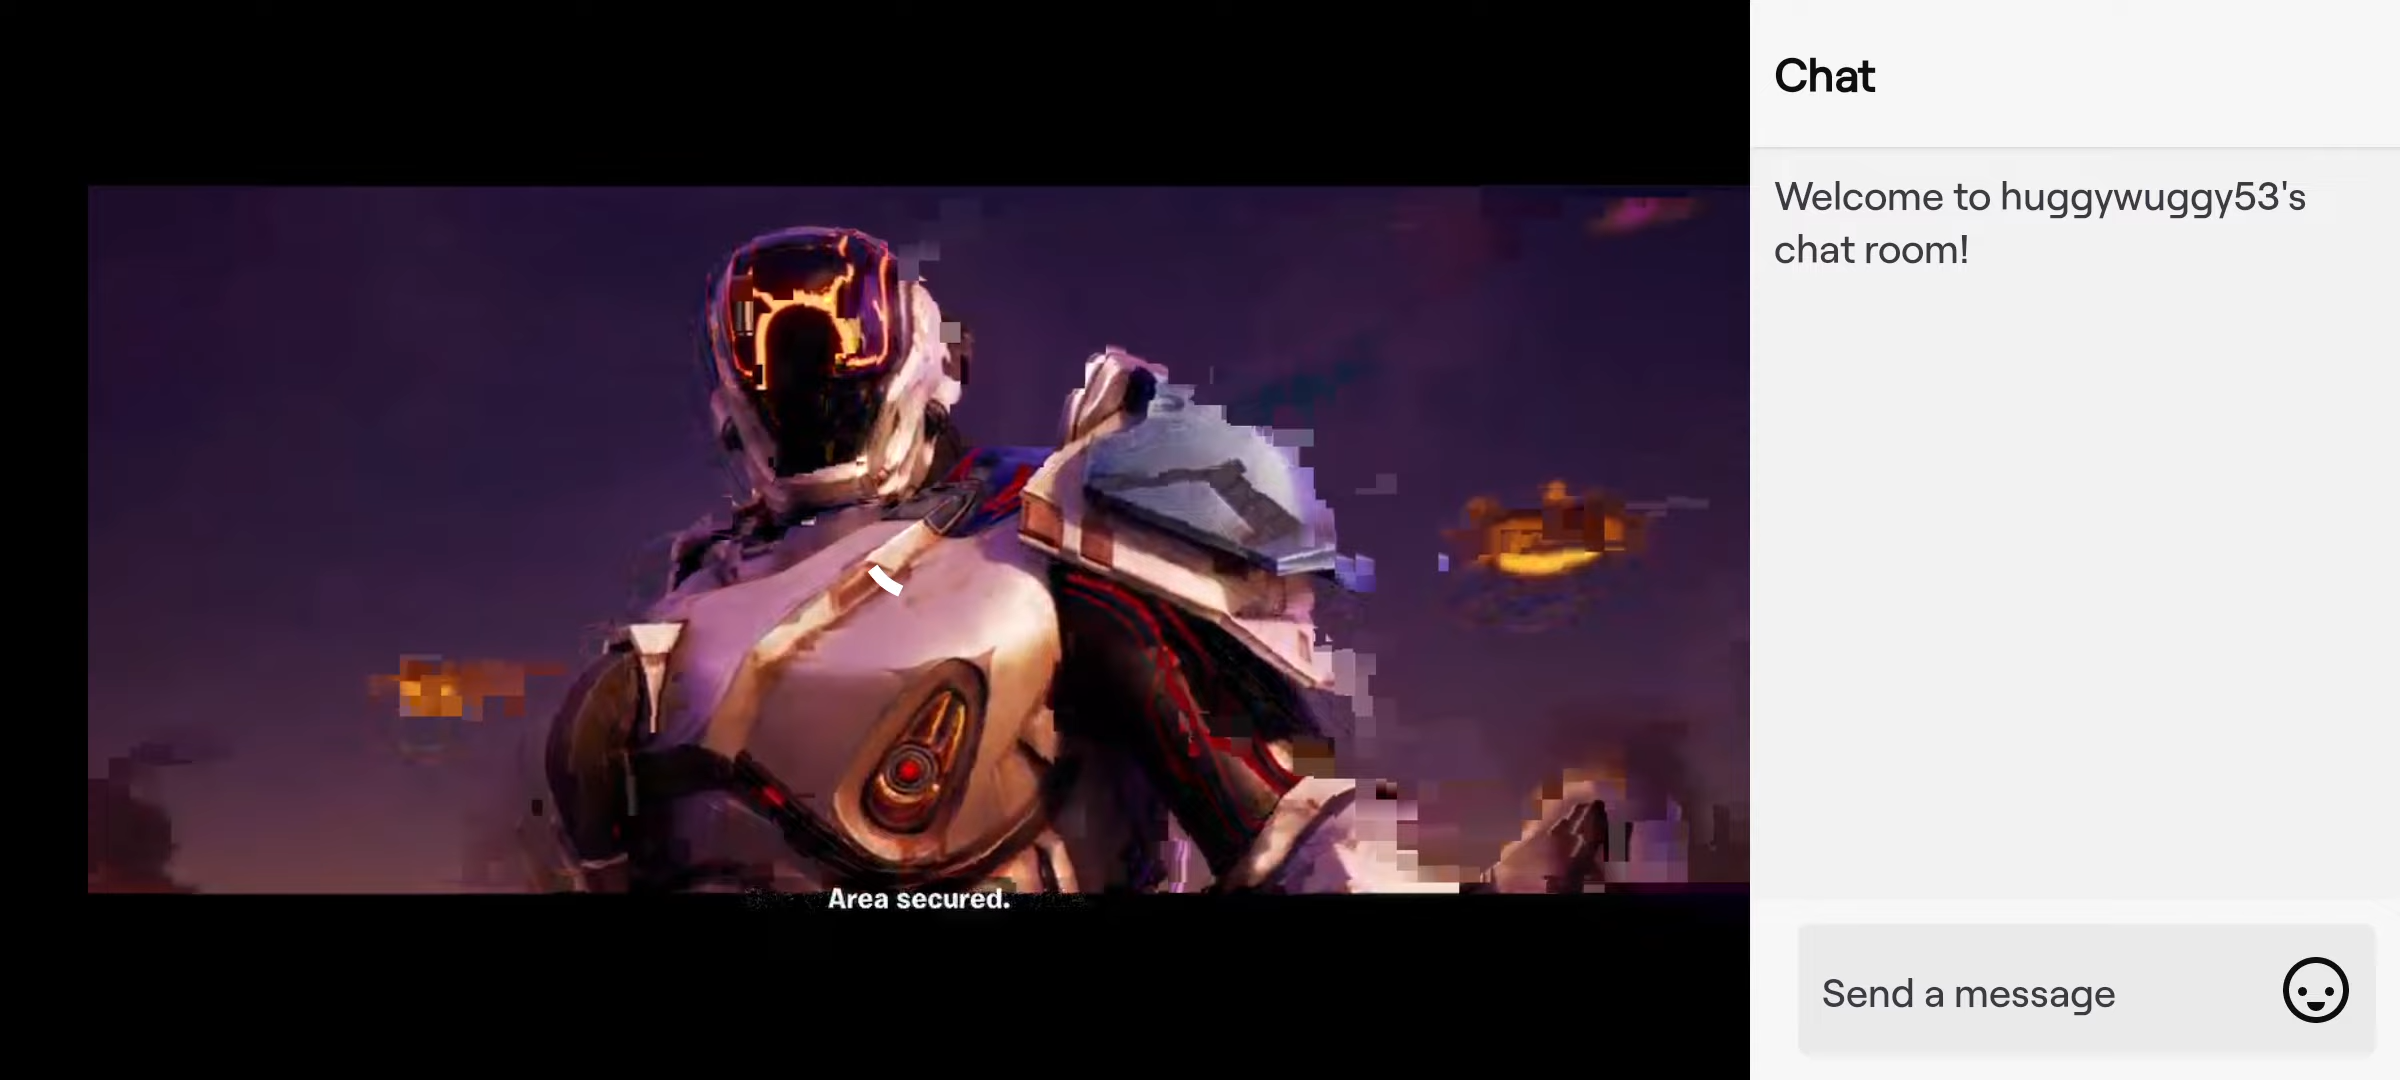 Chat
Welcome to huggywuggy53's
chat room!
Area secured.
Send a message